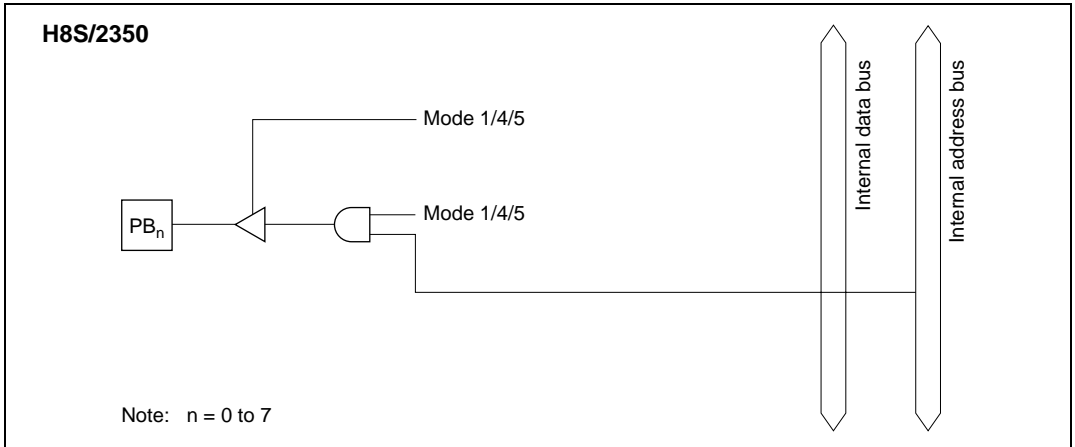 H8S/2350
Mode 1/4/5
Mode 1/4/5
PBn
Internal data bus
Internal address bus
Note: n = 0 to 7